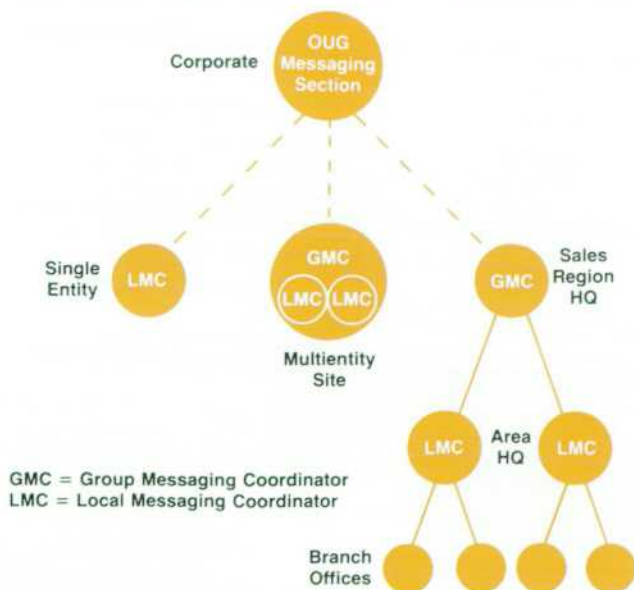 Corporate
OUG
Messaging
Section
Single
Entity
LMC
GMC
LMC
LMC
Multientity
Site
GMC
Sales
Region
HQ
LMC
Area
HQ
LMC
GMC = Group Messaging Coordinator
LMC = Local Messaging Coordinator
Branch
Offices